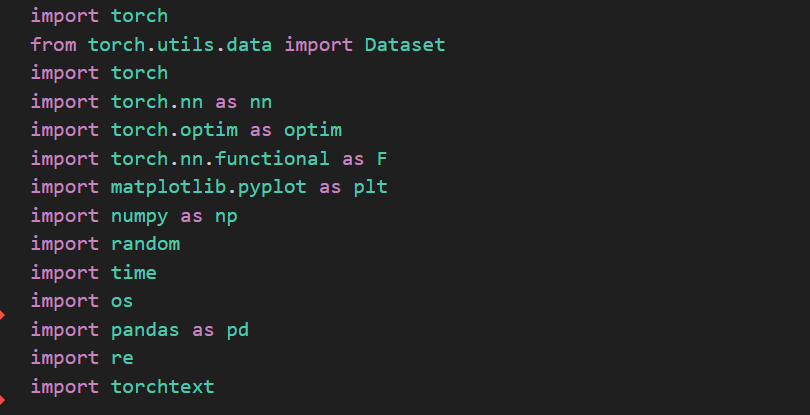 import torch
from torch.utils.data import Dataset
import torch
import torch.nn as nn
import torch.optim as optim
import torch.nn.functional as F
import matplotlib.pyplot as plt
import numpy as np
import random
import time
import os
import pandas as pd
import re
import torchtext